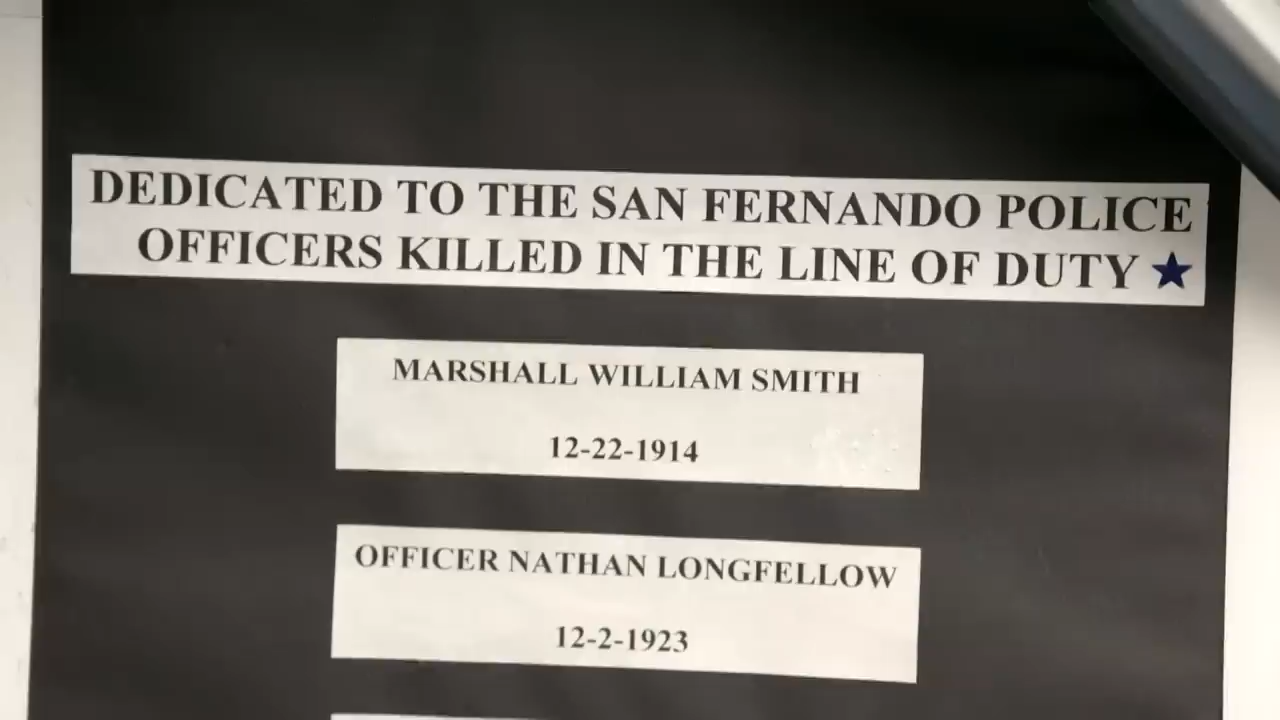 DEDICATED TO THE SAN FERNANDO POLICE
OFFICERS KILLED IN THE LINE OF DUTY
MARSHALL WILLIAM SMITH
12-22-1914
OFFICER NATHAN LONGFELLOW
12-2-1923